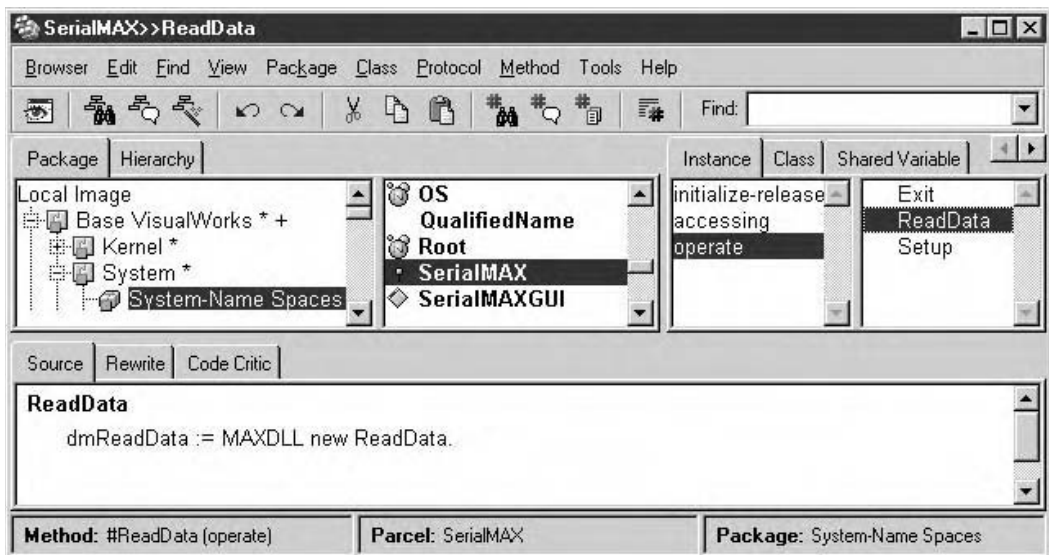 SerialMAX>>ReadData
Browser Edit Find View Package Class Protocol Method Tools Help
Find:
Package Hierarchy
Instance Class Shared Variable
Local Image
Base VisualWorks * +
Kernel *
System *
System-Name Spaces
OS
QualifiedName
Root
SerialMAX
SerialMAXGUI
initialize-release
accessing
operate
Exit
ReadData
Setup
Source Rewrite Code Critic
ReadData
dmReadData := MAXDLL new ReadData.
Method: #ReadData (operate)
Parcel: SerialMAX
Package: System-Name Spaces